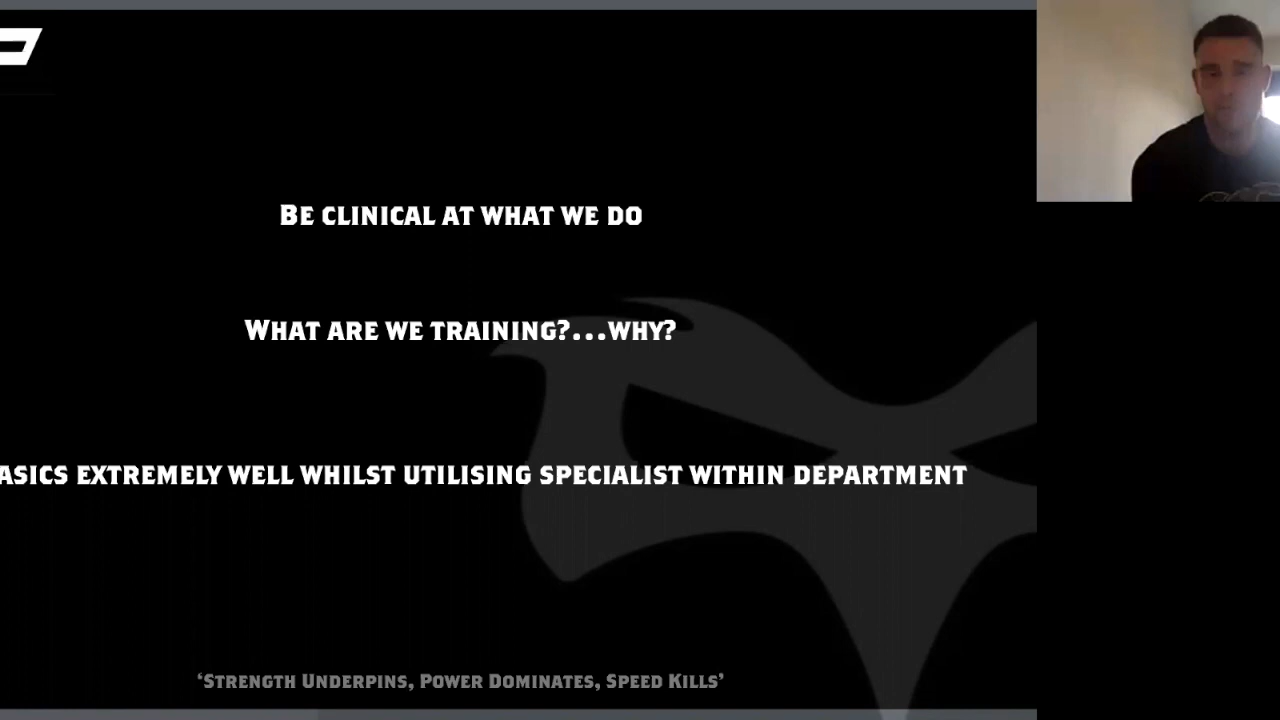 Be clinical at what we do
What are we training?...why?
asics extremely well whilst utilising specialist within department
‘Strength Underpins, Power Dominates, Speed Kills’